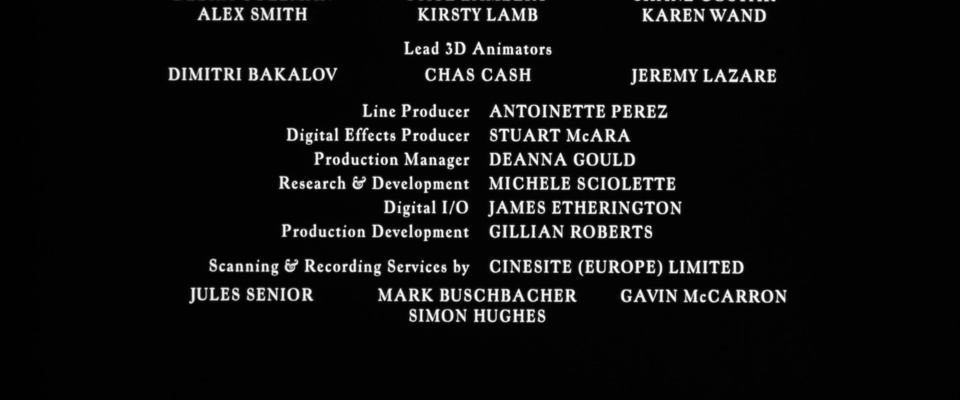 ALEX SMITH KIRSTY LAMB KAREN WAND
Lead 3D Animators
DIMITRI BAKALOV CHAS CASH JEREMY LAZARE
Line Producer ANTOINETTE PEREZ
Digital Effects Producer STUART McARA
Production Manager DEANNA GOULD
Research & Development MICHELE SCIOLETTE
Digital I/O JAMES ETHERINGTON
Production Development GILLIAN ROBERTS
Scanning & Recording Services by CINESITE (EUROPE) LIMITED
JULES SENIOR MARK BUSCHBACHER GAVIN McCARRON
SIMON HUGHES